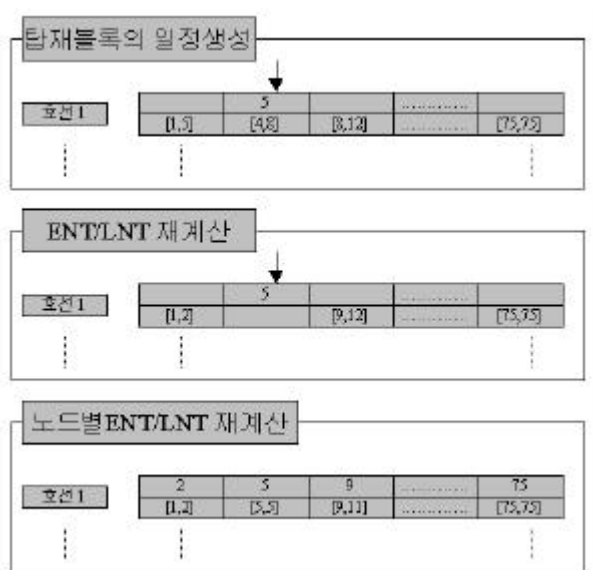 탑재블록의 일정생성
5 ............
호선 1
[1,5] [4,8] [8,12] ............ [75,75]
ENT/LNT 재계산
5 ............
호선 1
[1,2] [9,12] ............ [75,75]
노드별ENT/LNT 재계산
2 5 9 ............ 75
호선 1
[1,2] [5,5] [9,11] ............ [75,75]